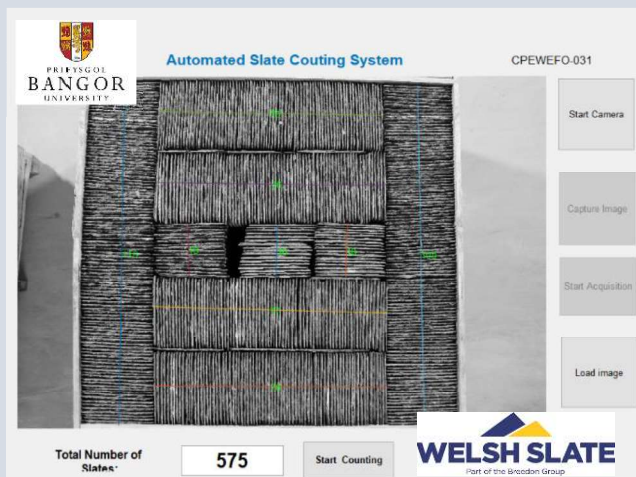 PRIFYSGOL
BANGOR
UNIVERSITY
Automated Slate Couting System
CPEWEFO-031
Start Camera
Capture Image
Start Acquisition
Load image
Total Number of
Slates:
575
Start Counting
WELSH SLATE
Part of the Breedon Group